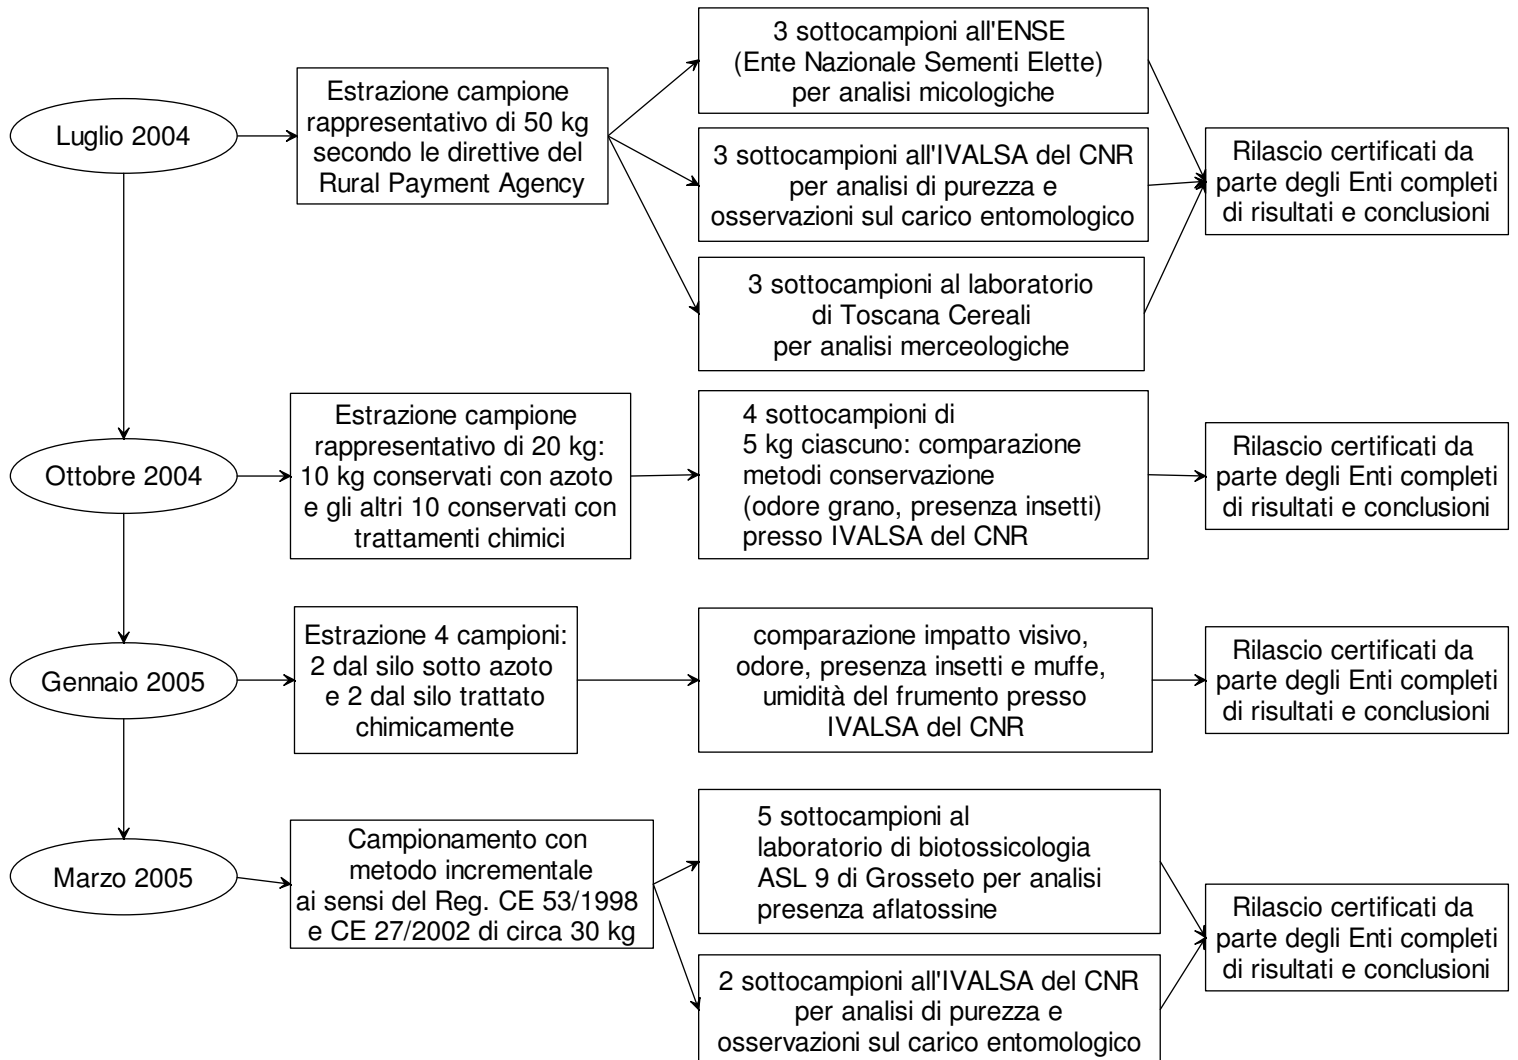 Luglio 2004
Estrazione campione
rappresentativo di 50 kg
secondo le direttive del
Rural Payment Agency
3 sottocampioni all'ENSE
(Ente Nazionale Sementi Elette)
per analisi micologiche
3 sottocampioni all'IVALSA del CNR
per analisi di purezza e
osservazioni sul carico entomologico
3 sottocampioni al laboratorio
di Toscana Cereali
per analisi merceologiche
Rilascio certificati da
parte degli Enti completi
di risultati e conclusioni
Ottobre 2004
Estrazione campione
rappresentativo di 20 kg:
10 kg conservati con azoto
e gli altri 10 conservati con
trattamenti chimici
4 sottocampioni di
5 kg ciascuno: comparazione
metodi conservazione
(odore grano, presenza insetti)
presso IVALSA del CNR
Rilascio certificati da
parte degli Enti completi
di risultati e conclusioni
Gennaio 2005
Estrazione 4 campioni:
2 dal silo sotto azoto
e 2 dal silo trattato
chimicamente
comparazione impatto visivo,
odore, presenza insetti e muffe,
umidità del frumento presso
IVALSA del CNR
Rilascio certificati da
parte degli Enti completi
di risultati e conclusioni
Marzo 2005
Campionamento con
metodo incrementale
ai sensi del Reg. CE 53/1998
e CE 27/2002 di circa 30 kg
5 sottocampioni al
laboratorio di biotossicologia
ASL 9 di Grosseto per analisi
presenza aflatossine
2 sottocampioni all'IVALSA del CNR
per analisi di purezza e
osservazioni sul carico entomologico
Rilascio certificati da
parte degli Enti completi
di risultati e conclusioni